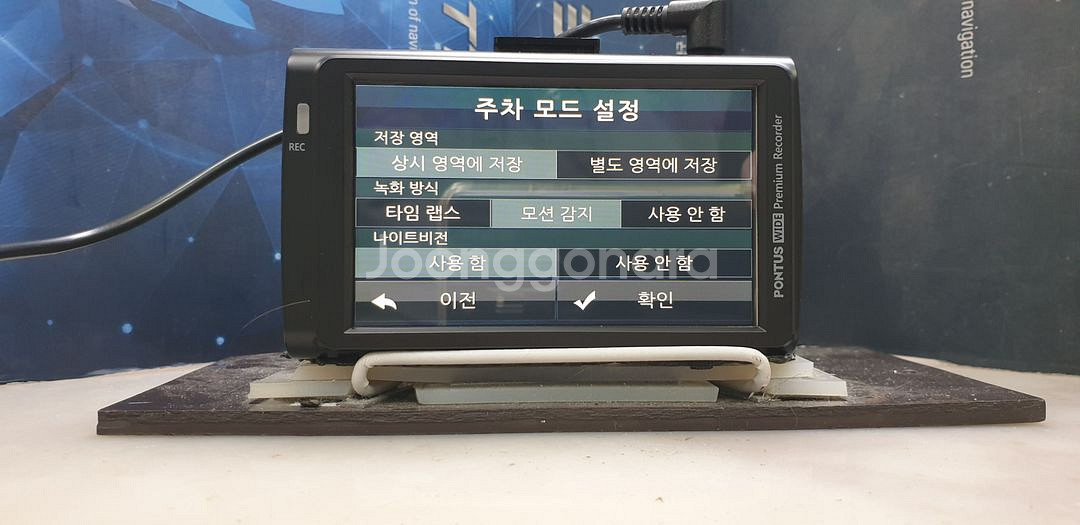 주차 모드 설정
저장 영역
상시 영역에 저장 별도 영역에 저장
녹화 방식
타임 랩스 모션 감지 사용 안 함
나이트비전
사용 함 사용 안 함
이전 확인
REC
PONTUS WIDE Premium Recorder
Joonggonara
n of navi
navigation